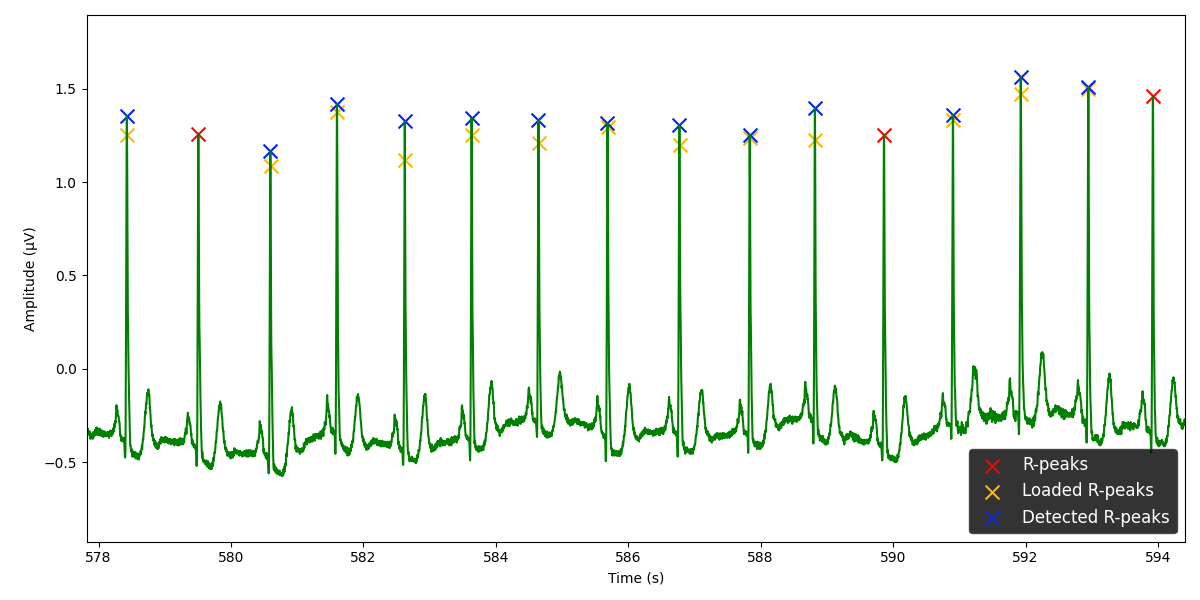 1.5
1.0
0.5
0.0
−0.5
Amplitude (μV)
578 580 582 584 586 588 590 592 594
Time (s)
R-peaks
Loaded R-peaks
Detected R-peaks